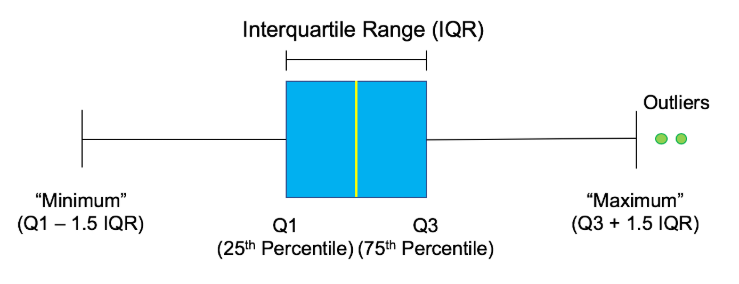 Interquartile Range (IQR)
Outliers
“Minimum”
(Q1 – 1.5 IQR)
Q1
(25th Percentile)
Q3
(75th Percentile)
“Maximum”
(Q3 + 1.5 IQR)